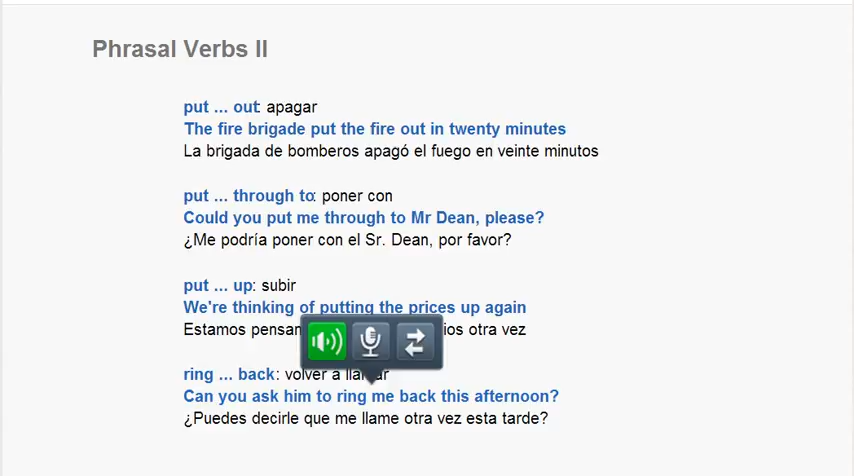 Phrasal Verbs II
put ... out: apagar
The fire brigade put the fire out in twenty minutes
La brigada de bomberos apagó el fuego en veinte minutos
put ... through to: poner con
Could you put me through to Mr Dean, please?
¿Me podría poner con el Sr. Dean, por favor?
put ... up: subir
We're thinking of putting the prices up again
Estamos otra vez
ring ... back: volver a llamar
Can you ask him to ring me back this afternoon?
¿Puedes decirle que me llame otra vez esta tarde?